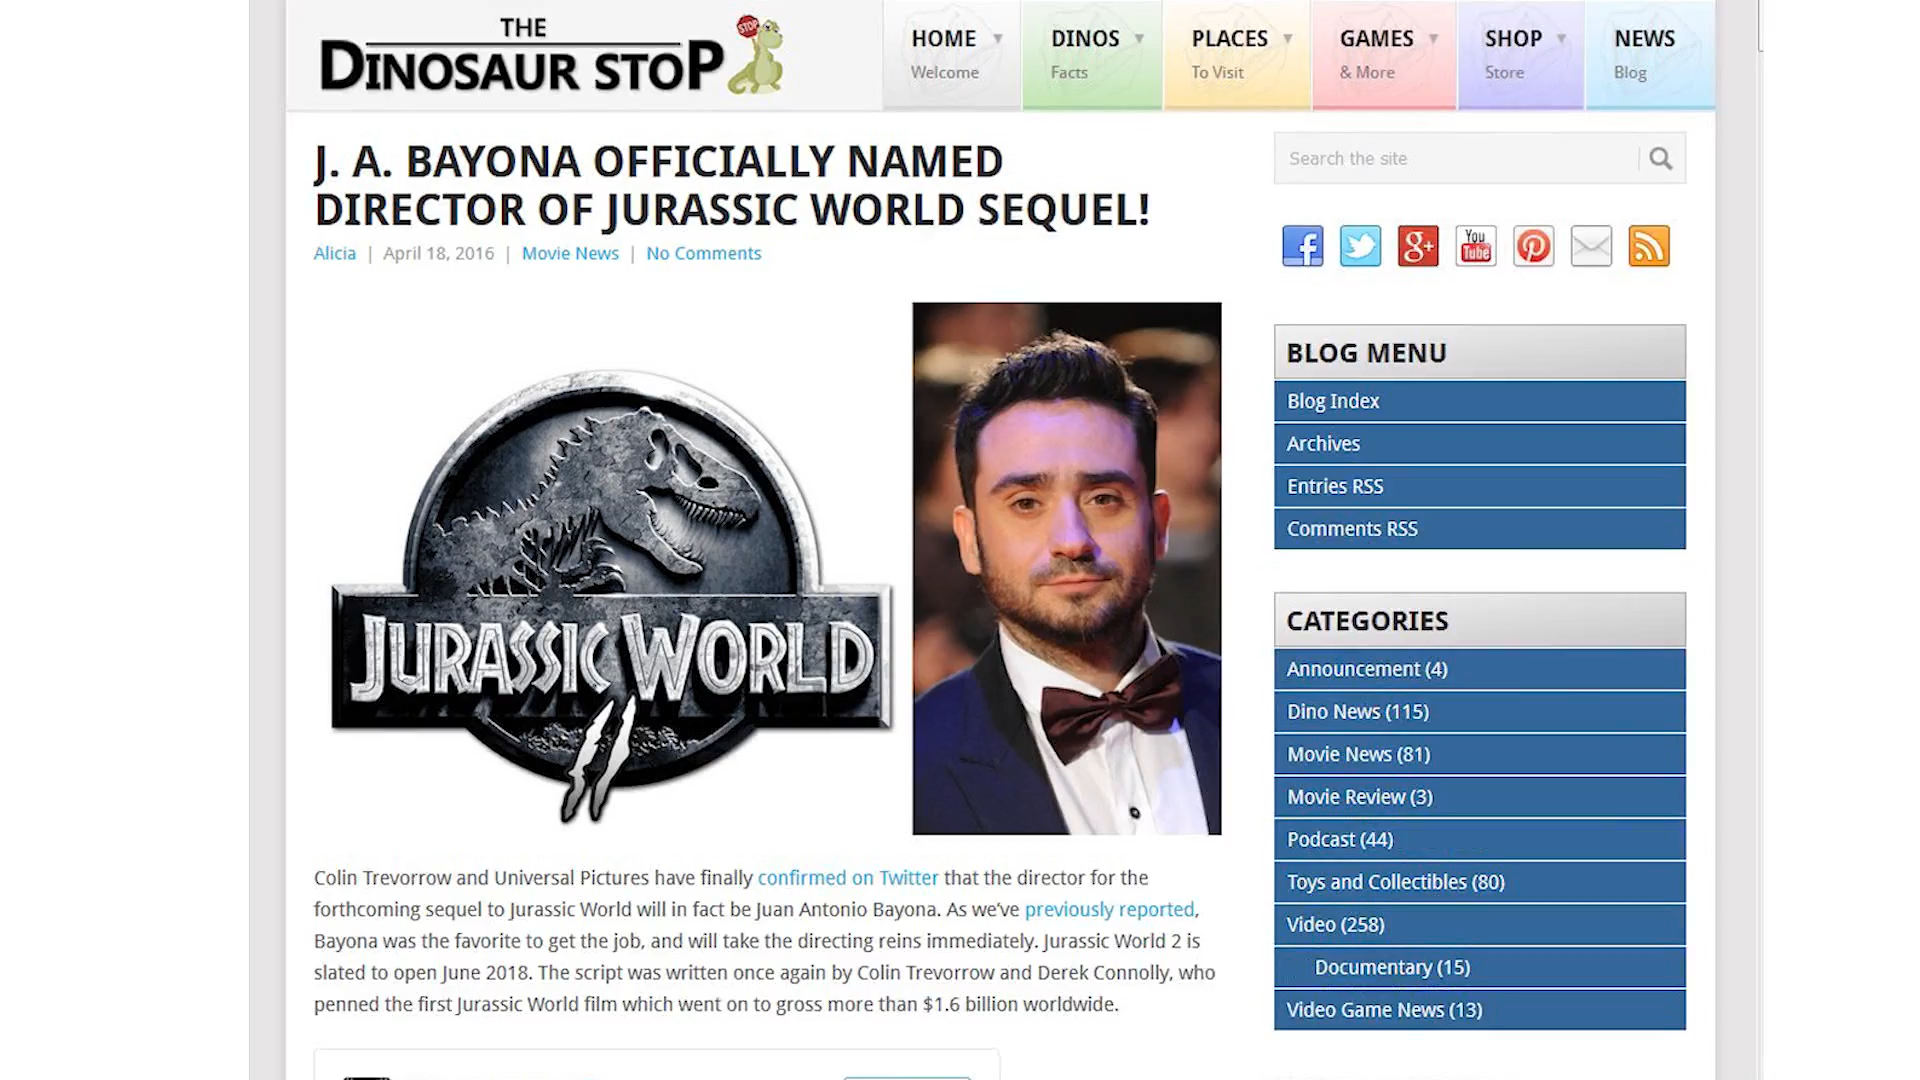 THE
DINOSAUR STOP
STOP
HOME
Welcome
DINOS
Facts
PLACES
To Visit
GAMES
& More
SHOP
Store
NEWS
Blog
J. A. BAYONA OFFICIALLY NAMED
DIRECTOR OF JURASSIC WORLD SEQUEL!
Alicia | April 18, 2016 | Movie News | No Comments
JURASSIC WORLD
II
Colin Trevorrow and Universal Pictures have finally confirmed on Twitter that the director for the
forthcoming sequel to Jurassic World will in fact be Juan Antonio Bayona. As we've previously reported,
Bayona was the favorite to get the job, and will take the directing reins immediately. Jurassic World 2 is
slated to open June 2018. The script was written once again by Colin Trevorrow and Derek Connolly, who
penned the first Jurassic World film which went on to gross more than $1.6 billion worldwide.
Search the site
f
g+
You
Tube
BLOG MENU
Blog Index
Archives
Entries RSS
Comments RSS
CATEGORIES
Announcement (4)
Dino News (115)
Movie News (81)
Movie Review (3)
Podcast (44)
Toys and Collectibles (80)
Video (258)
Documentary (15)
Video Game News (13)